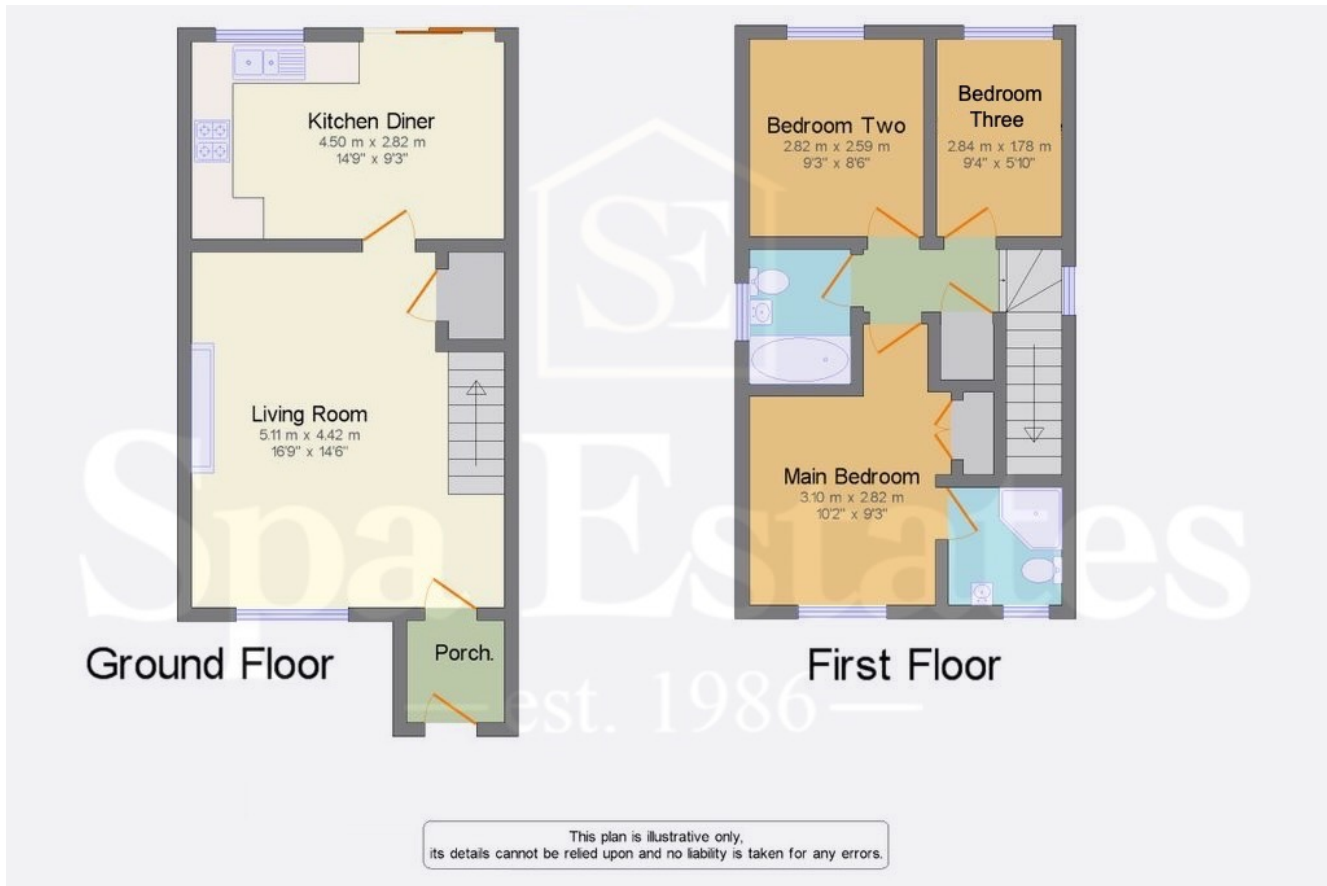 Kitchen Diner
4.50 m x 2.82 m
14'9" x 9'3"
Living Room
5.11 m x 4.42 m
16'9" x 14'6"
Porch.
Ground Floor
Bedroom Two
2.82 m x 2.59 m
9'3" x 8'6"
Bedroom
Three
2.84 m x 1.78 m
9'4" x 5'10"
Main Bedroom
3.10 m x 2.82 m
10'2" x 9'3"
First Floor
SE
Spa Estates
est. 1986
This plan is illustrative only,
its details cannot be relied upon and no liability is taken for any errors.